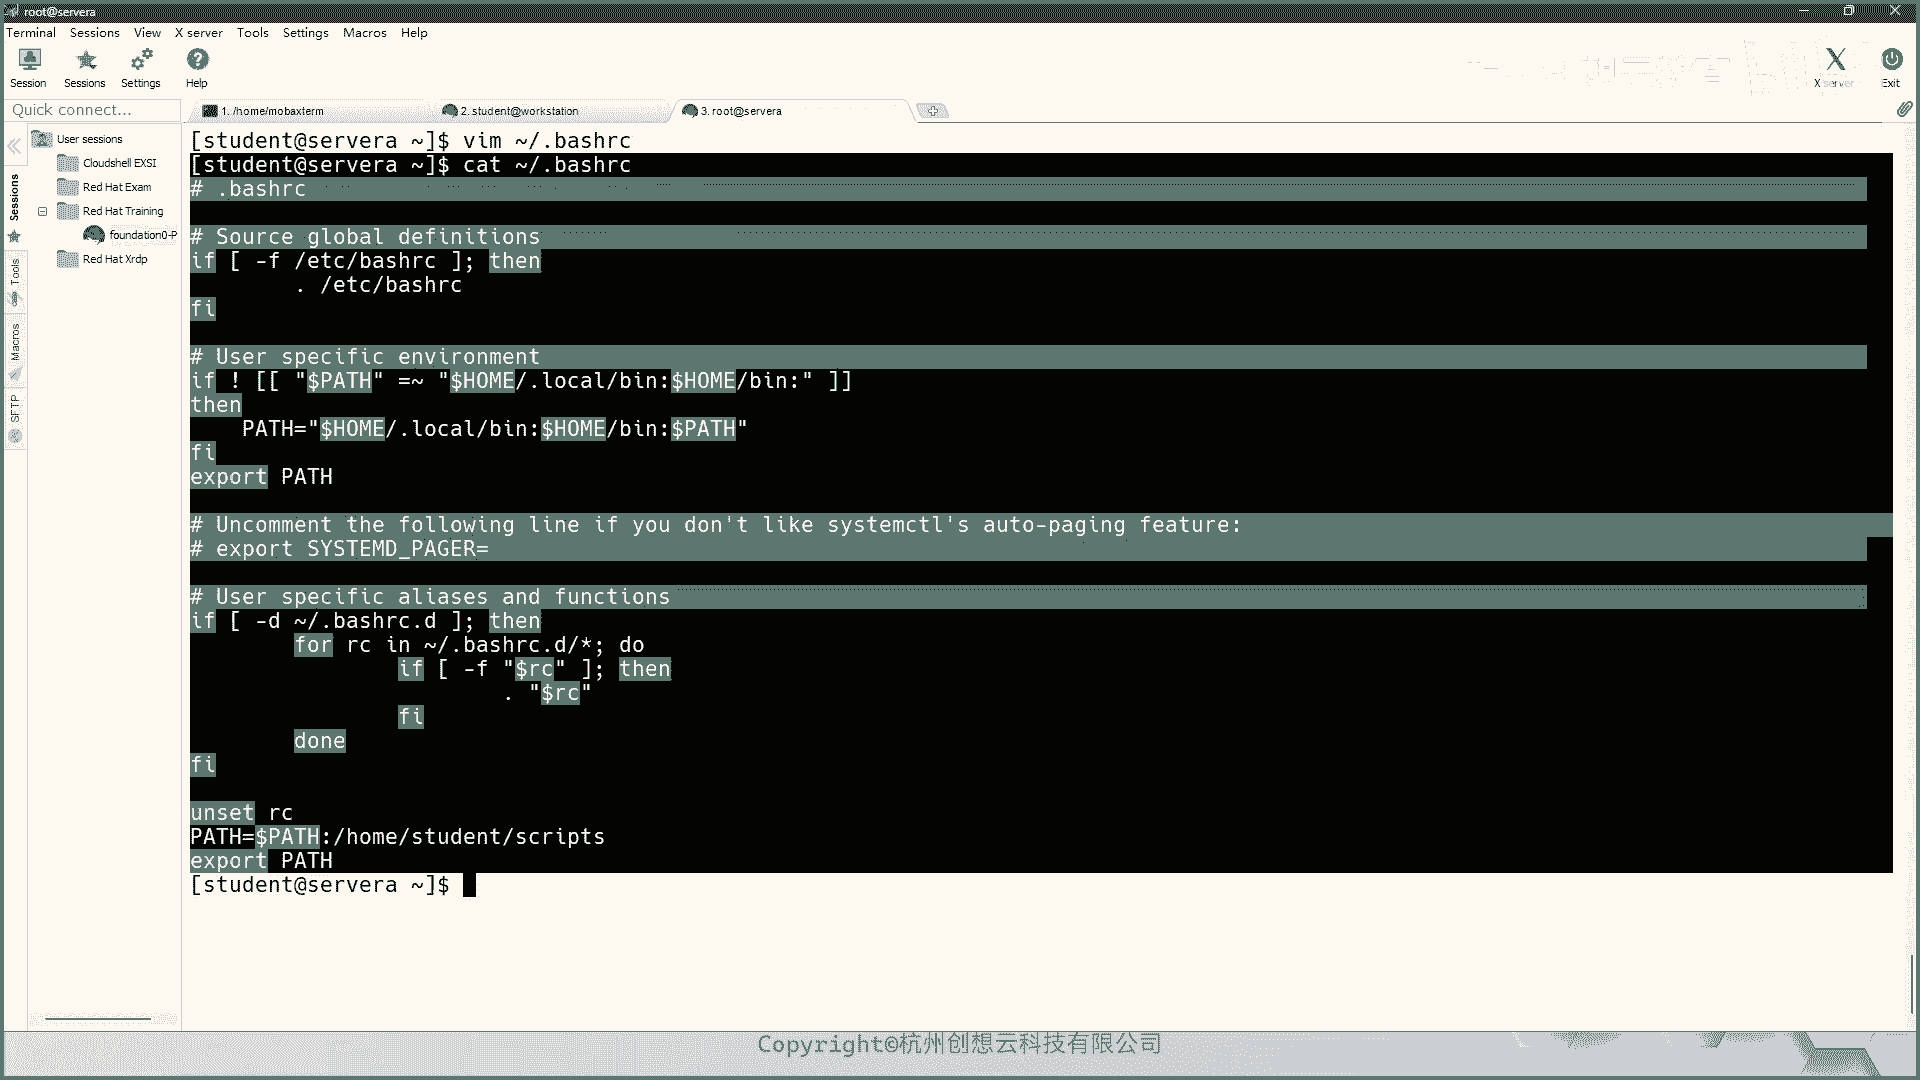 root@servera
Terminal Sessions View X server Tools Settings Macros Help
Session Sessions Settings Help X server Exit
Quick connect... 1. /home/mobaxterm 2. student@workstation 3. root@servera
User sessions
Cloudshell EXSI
Red Hat Exam
Red Hat Training
foundation0-P
Red Hat Xrdp
Sessions
Tools
Macros
SFTP
[student@servera ~]$ vim ~/.bashrc
[student@servera ~]$ cat ~/.bashrc
# .bashrc
# Source global definitions
if [ -f /etc/bashrc ]; then
        . /etc/bashrc
fi
# User specific environment
if ! [[ "$PATH" =~ "$HOME/.local/bin:$HOME/bin:" ]]
then
    PATH="$HOME/.local/bin:$HOME/bin:$PATH"
fi
export PATH
# Uncomment the following line if you don't like systemctl's auto-paging feature:
# export SYSTEMD_PAGER=
# User specific aliases and functions
if [ -d ~/.bashrc.d ]; then
        for rc in ~/.bashrc.d/*; do
                if [ -f "$rc" ]; then
                        . "$rc"
                fi
        done
fi
unset rc
PATH=$PATH:/home/student/scripts
export PATH
[student@servera ~]$
Copyright©杭州创想云科技有限公司